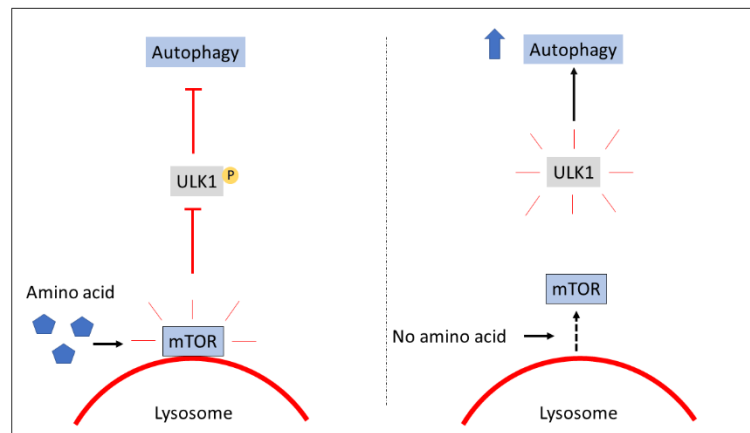 Autophagy
ULK1
P
Amino acid
mTOR
Lysosome
Autophagy
ULK1
mTOR
No amino acid
Lysosome